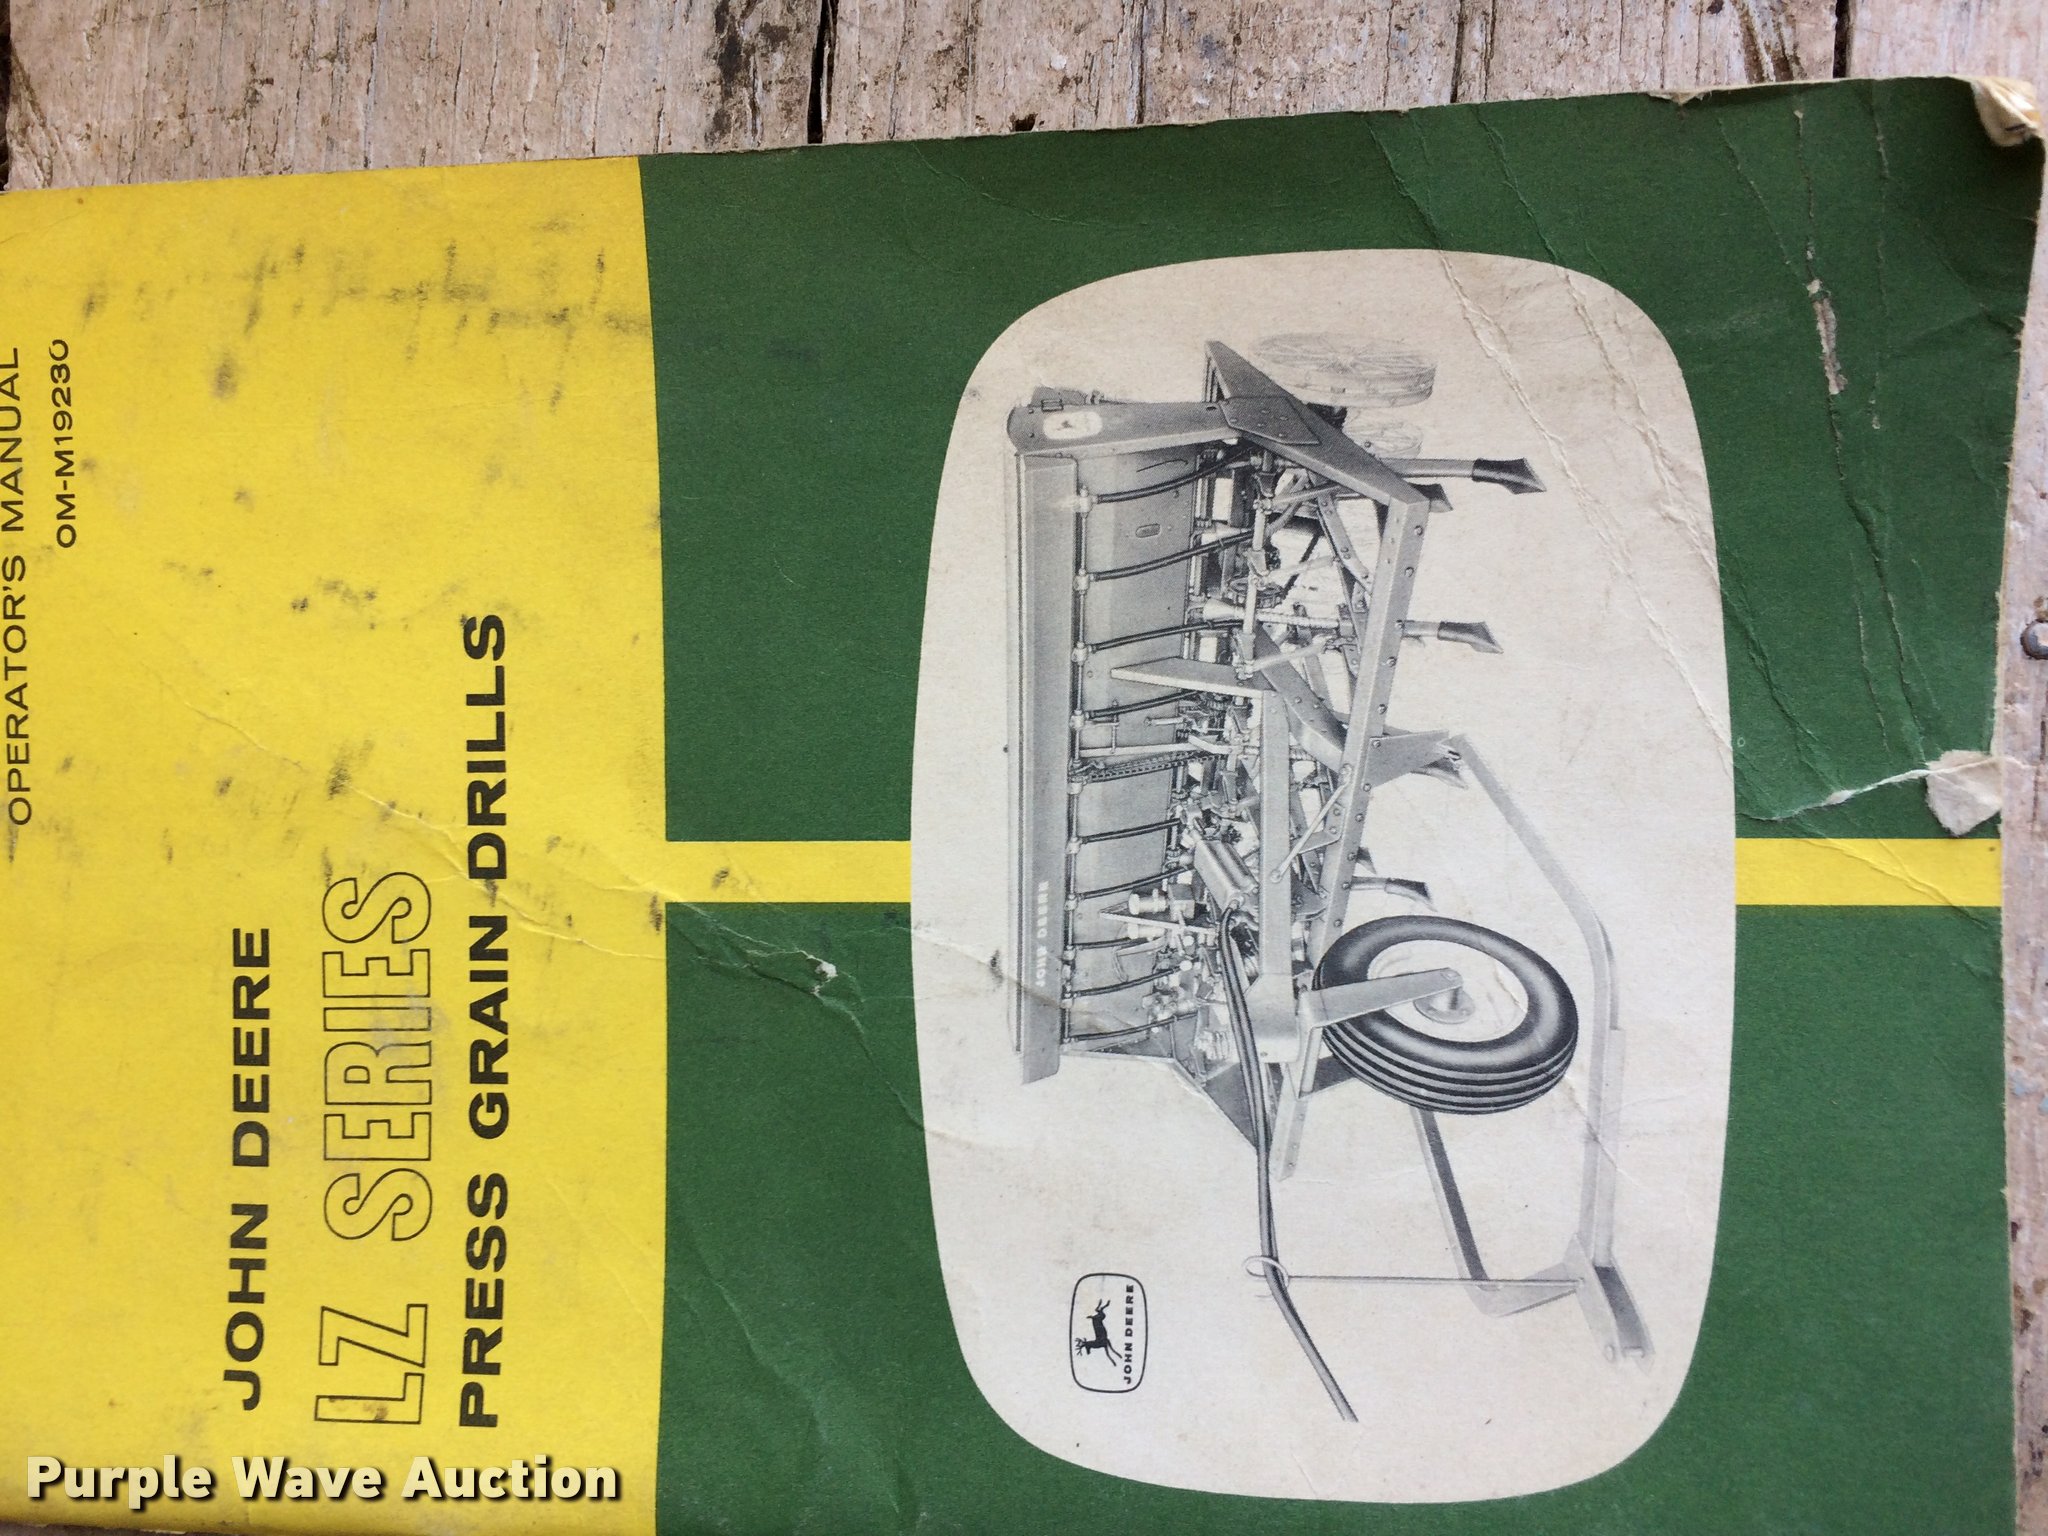 OPERATOR'S MANUAL
OM-M19230
JOHN DEERE
LZ SERIES
PRESS GRAIN DRILLS
JOHN DEERE
JOHN DEERE
Purple Wave Auction